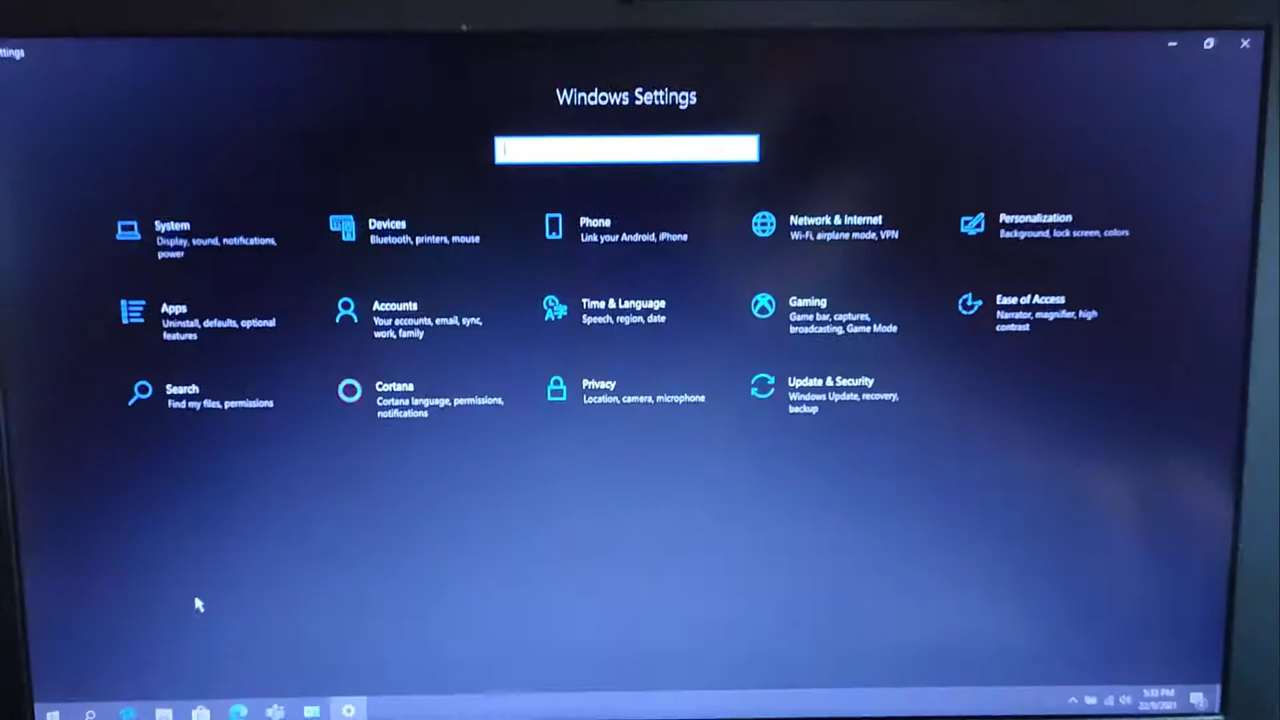 ttings
Windows Settings
System
Display, sound, notifications,
power
Devices
Bluetooth, printers, mouse
Phone
Link your Android, iPhone
Network & Internet
Wi-Fi, airplane mode, VPN
Personalization
Background, lock screen, colors
Apps
Uninstall, defaults, optional
features
Accounts
Your accounts, email, sync,
work, family
Time & Language
Speech, region, date
Gaming
Game bar, captures,
broadcasting, Game Mode
Ease of Access
Narrator, magnifier, high
contrast
Search
Find my files, permissions
Cortana
Cortana language, permissions,
notifications
Privacy
Location, camera, microphone
Update & Security
Windows Update, recovery,
backup
5:33 PM